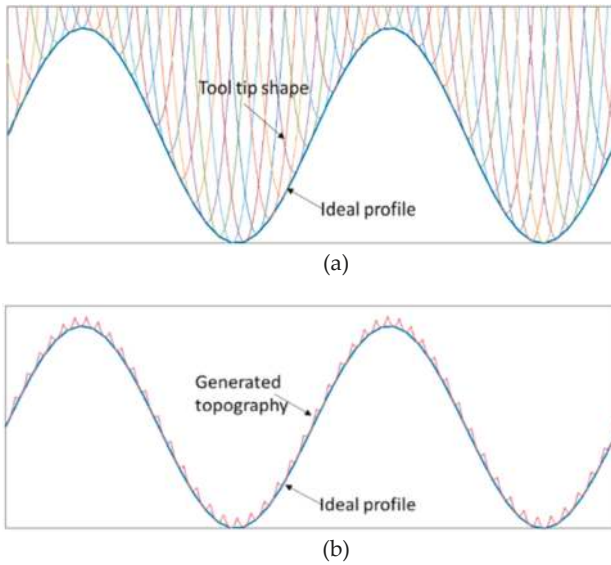 Tool tip shape
Ideal profile
(a)
Generated
topography
Ideal profile
(b)